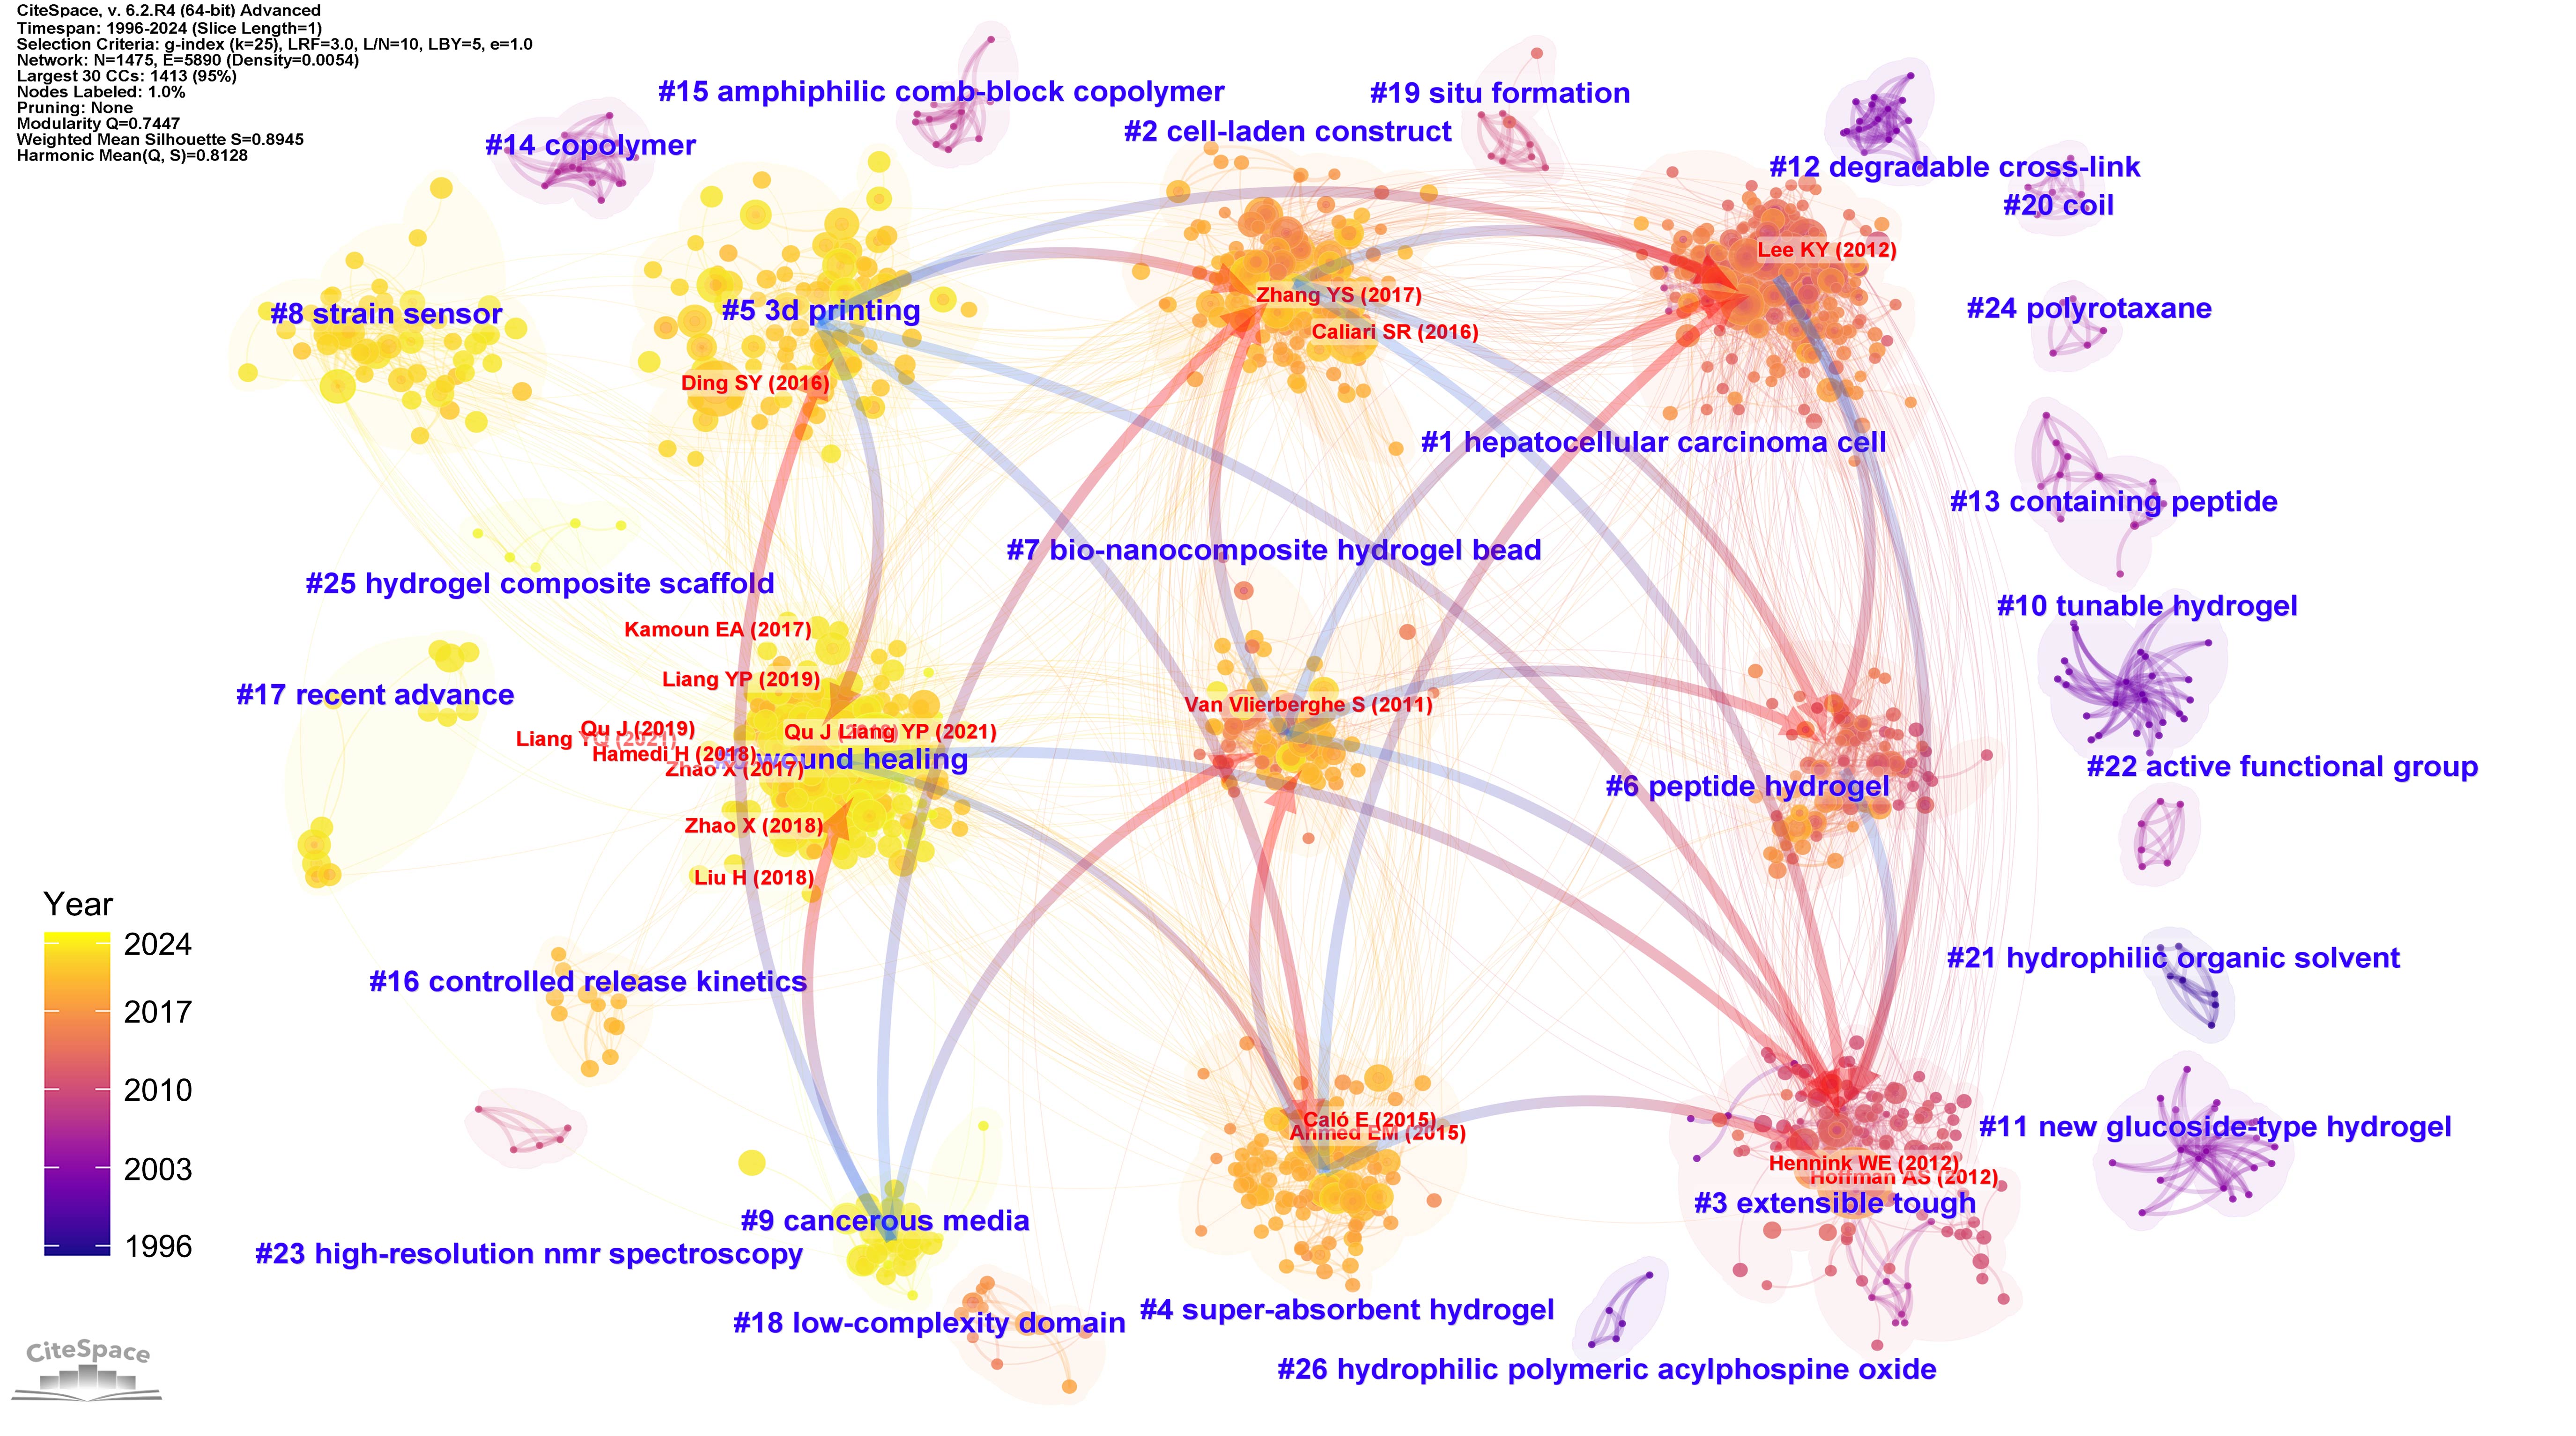 CiteSpace, v. 6.2.R4 (64-bit) Advanced
Timespan: 1996-2024 (Slice Length=1)
Selection Criteria: g-index (k=25), LRF=3.0, L/N=10, LBY=5, e=1.0
Network: N=1475, E=5890 (Density=0.0054)
Largest 30 CCs: 1413 (95%)
Nodes Labeled: 1.0%
Pruning: None
Modularity Q=0.7447
Weighted Mean Silhouette S=0.8945
Harmonic Mean(Q, S)=0.8128
#15 amphiphilic comb-block copolymer
#19 situ formation
#2 cell-laden construct
#14 copolymer
#12 degradable cross-link
#20 coil
Lee KY (2012)
Zhang YS (2017)
#24 polyrotaxane
#8 strain sensor
#5 3d printing
Caliari SR (2016)
Ding SY (2016)
#1 hepatocellular carcinoma cell
#13 containing peptide
#7 bio-nanocomposite hydrogel bead
#25 hydrogel composite scaffold
#10 tunable hydrogel
Kamoun EA (2017)
Liang YP (2019)
#17 recent advance
Van Vlierberghe S (2011)
Qu J (2019)
Qu J
Liang YP (2021)
Liang
(2021)
Hamedi H (2018)
wound healing
Zhao X (2017)
#22 active functional group
#6 peptide hydrogel
Zhao X (2018)
Liu H (2018)
Year
2024
2017
2010
2003
1996
#21 hydrophilic organic solvent
#16 controlled release kinetics
Caló E (2015)
Ahmed EM (2015)
#11 new glucoside-type hydrogel
Hennink WE (2012)
Hoffman AS (2012)
#3 extensible tough
#9 cancerous media
#23 high-resolution nmr spectroscopy
#4 super-absorbent hydrogel
#18 low-complexity domain
#26 hydrophilic polymeric acylphospine oxide
CiteSpace